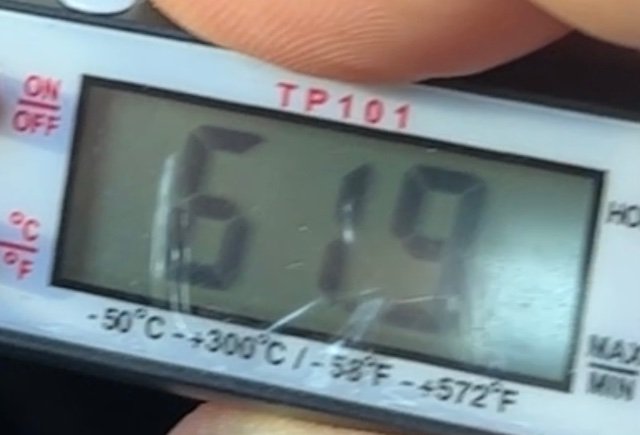 TP101
ON
OFF
61.9
HO
°C
°F
-50°C -+300°C / -58°F -+572°F
MAX
MIN